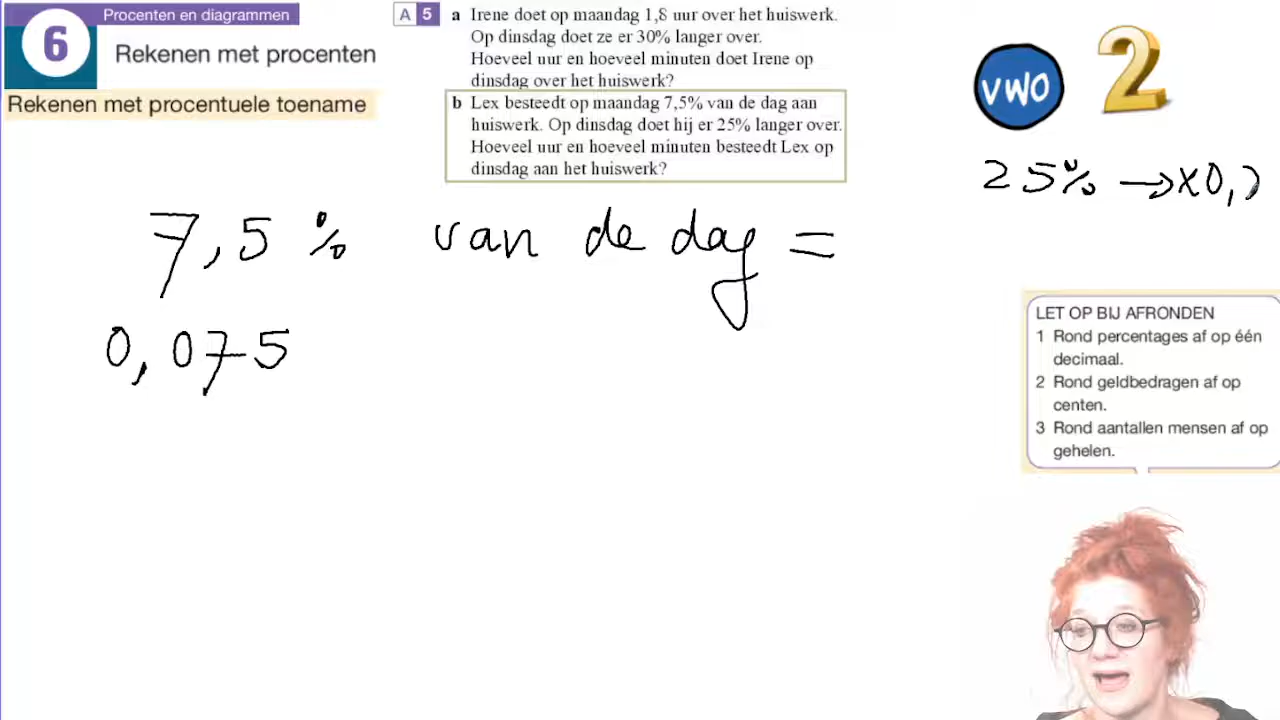 Procenten en diagrammen
6
Rekenen met procenten
Rekenen met procentuele toename
A 5
a Irene doet op maandag 1,8 uur over het huiswerk.
Op dinsdag doet ze er 30% langer over.
Hoeveel uur en hoeveel minuten doet Irene op
dinsdag over het huiswerk?
b Lex besteedt op maandag 7,5% van de dag aan
huiswerk. Op dinsdag doet hij er 25% langer over.
Hoeveel uur en hoeveel minuten besteedt Lex op
dinsdag aan het huiswerk?
VWO 2
25% → x0,
7,5 % van de dag =
0,075
LET OP BIJ AFRONDEN
1 Rond percentages af op één
decimaal.
2 Rond geldbedragen af op
centen.
3 Rond aantallen mensen af op
gehelen.